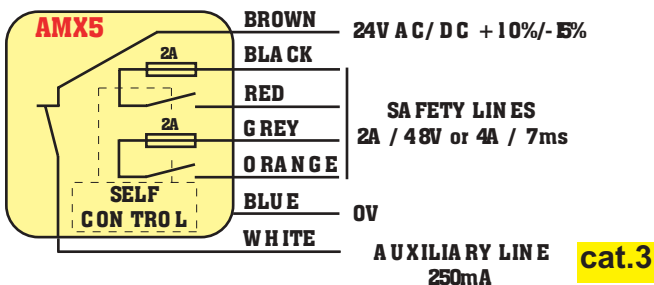 AMX5
BROWN
24V AC/DC +10%/-15%
2A
BLACK
RED
SAFETY LINES
2A / 48V or 4A / 7ms
2A
GREY
ORANGE
SELF
CONTROL
BLUE
0V
WHITE
AUXILIARY LINE
250mA
cat.3